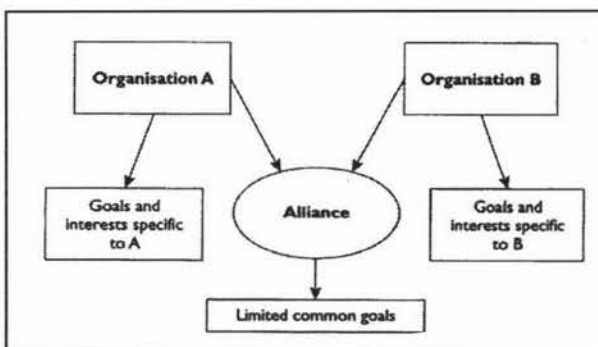 Organisation A
Organisation B
Goals and
interests specific
to A
Alliance
Goals and
interests specific
to B
Limited common goals